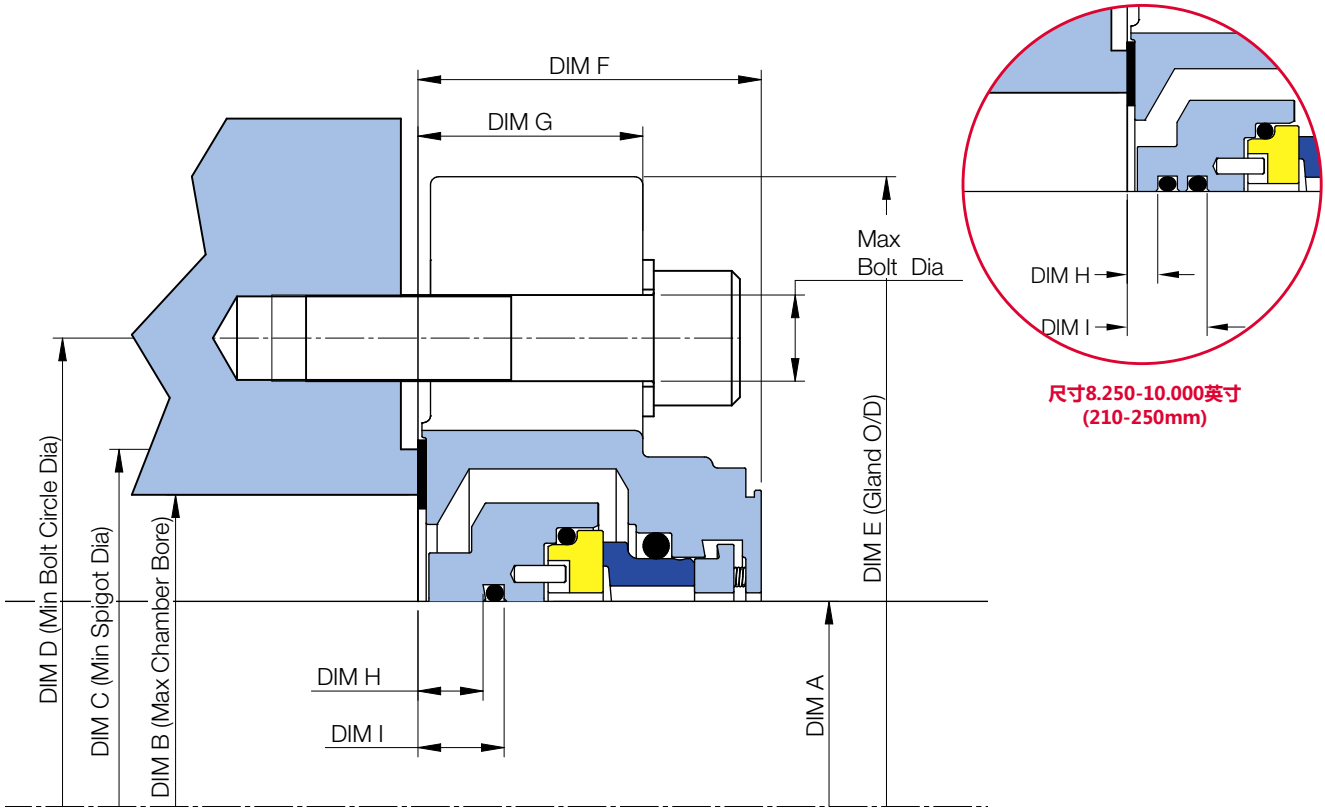 DIM F
DIM G
Max
Bolt Dia
DIM H
DIM I
尺寸8.250-10.000英寸
(210-250mm)
DIM D (Min Bolt Circle Dia)
DIM C (Min Spigot Dia)
DIM B (Max Chamber Bore)
DIM E (Gland O/D)
DIM H
DIM I
DIM A